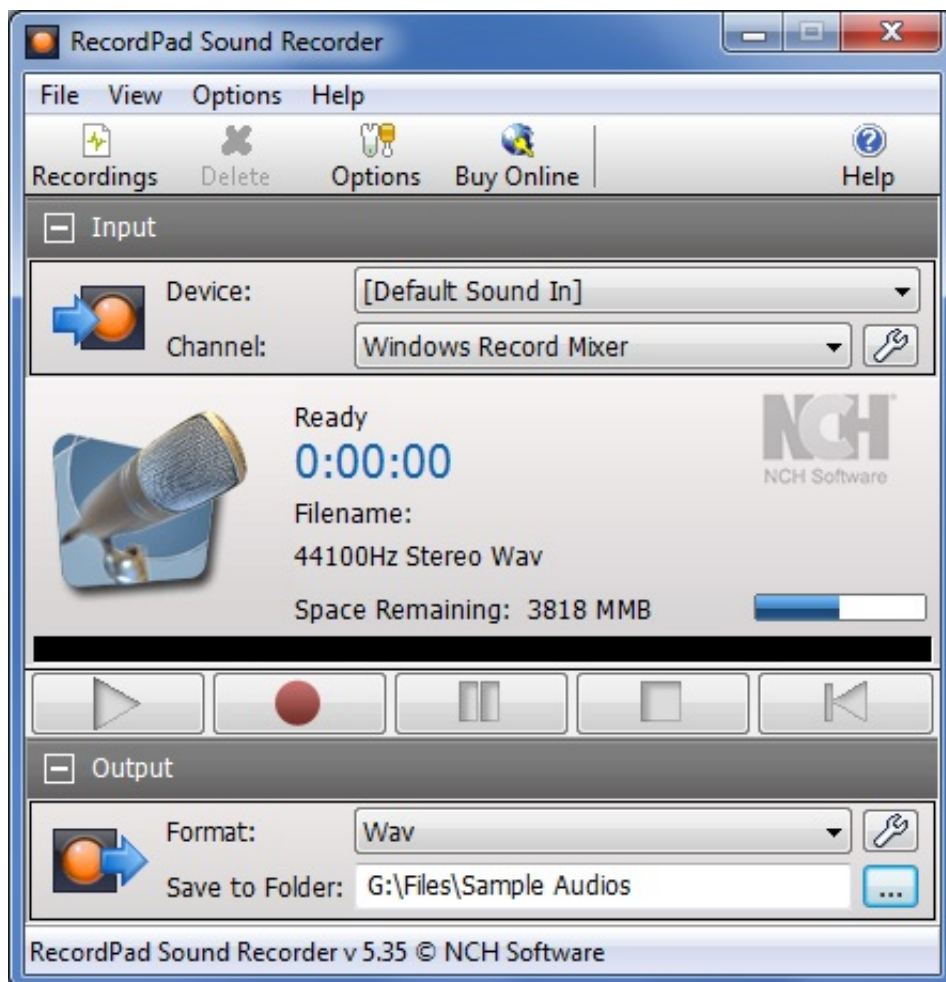 RecordPad Sound Recorder
File View Options Help
Recordings Delete Options Buy Online Help
Input
Device: [Default Sound In]
Channel: Windows Record Mixer
Ready
0:00:00
NCH
NCH Software
Filename:
44100Hz Stereo Wav
Space Remaining: 3818 MMB
Output
Format: Wav
Save to Folder: G:\Files\Sample Audios
...
RecordPad Sound Recorder v 5.35 © NCH Software